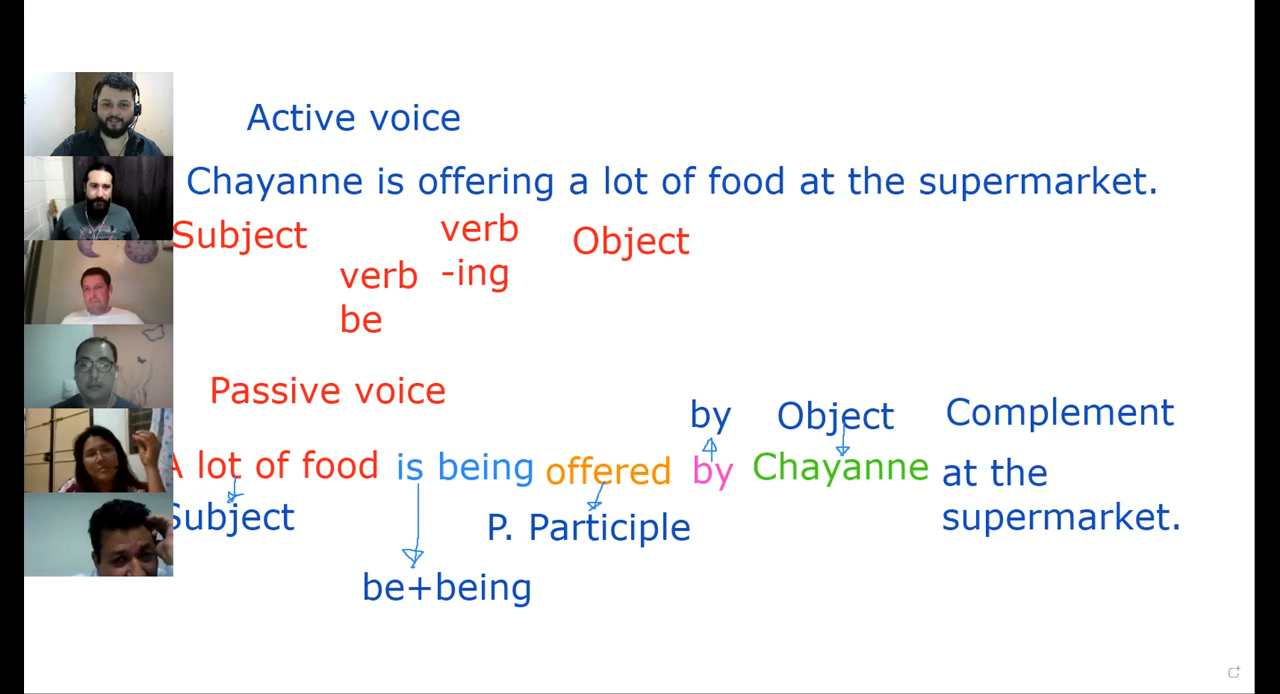 Active voice
Chayanne is offering a lot of food at the supermarket.
Subject verb Object
verb -ing
be
Passive voice
by Object Complement
A lot of food is being offered by Chayanne at the
Subject P. Participle supermarket.
be+being